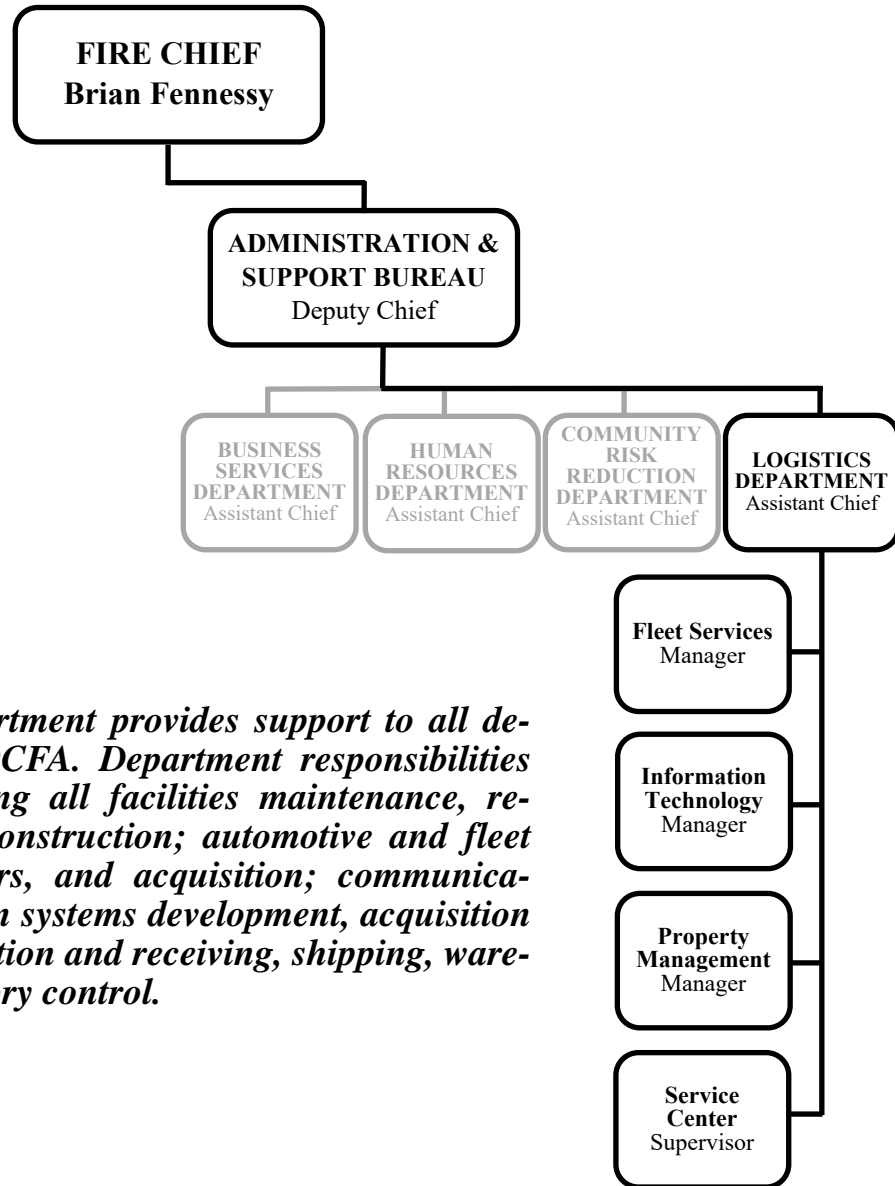 FIRE CHIEF
Brian Fennessy
ADMINISTRATION &
SUPPORT BUREAU
Deputy Chief
BUSINESS
SERVICES
DEPARTMENT
Assistant Chief
HUMAN
RESOURCES
DEPARTMENT
Assistant Chief
COMMUNITY
RISK
REDUCTION
DEPARTMENT
Assistant Chief
LOGISTICS
DEPARTMENT
Assistant Chief
Fleet Services
Manager
Information
Technology
Manager
Property
Management
Manager
Service
Center
Supervisor
artment provides support to all de-
CFA. Department responsibilities
ng all facilities maintenance, re-
onstruction; automotive and fleet
rs, and acquisition; communica-
n systems development, acquisition
tion and receiving, shipping, ware-
ory control.